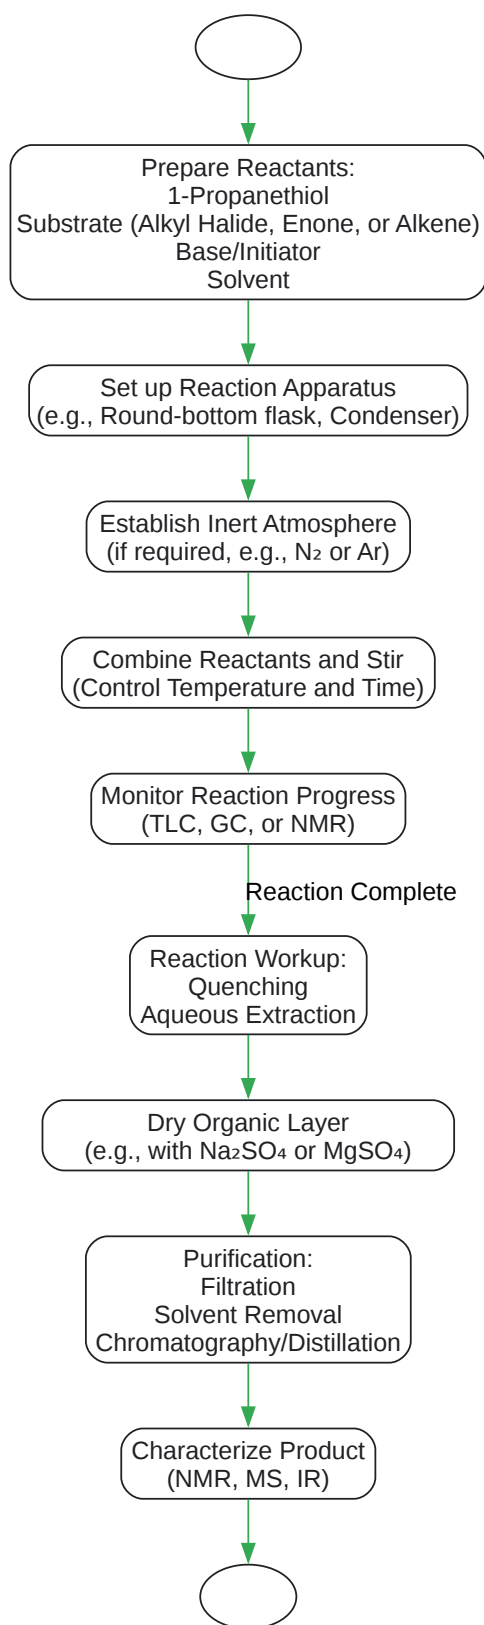 Prepare Reactants:
1-Propanethiol
Substrate (Alkyl Halide, Enone, or Alkene)
Base/Initiator
Solvent
Set up Reaction Apparatus
(e.g., Round-bottom flask, Condenser)
Establish Inert Atmosphere
(if required, e.g., N₂ or Ar)
Combine Reactants and Stir
(Control Temperature and Time)
Monitor Reaction Progress
(TLC, GC, or NMR)
Reaction Complete
Reaction Workup:
Quenching
Aqueous Extraction
Dry Organic Layer
(e.g., with Na₂SO₄ or MgSO₄)
Purification:
Filtration
Solvent Removal
Chromatography/Distillation
Characterize Product
(NMR, MS, IR)